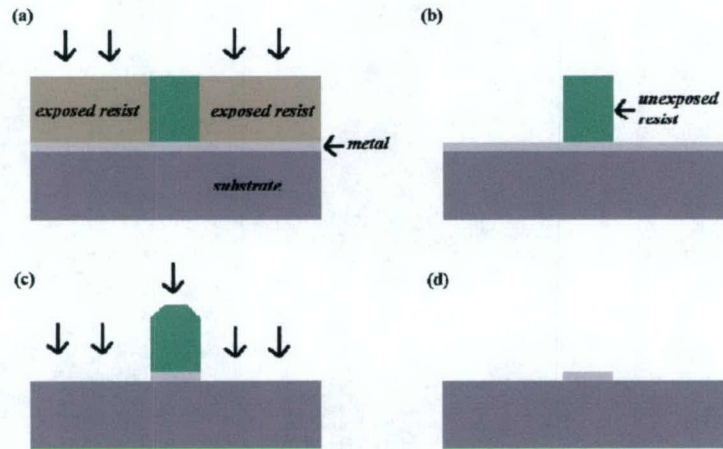 (a)
(b)
exposed resist
exposed resist
unexposed
resist
metal
substrate
(c)
(d)